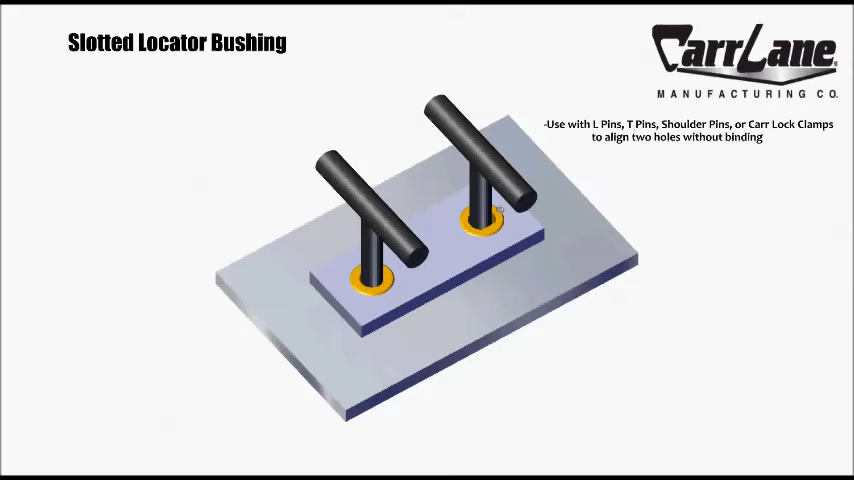 Slotted Locator Bushing
CarrLane®
MANUFACTURING CO.
-Use with L Pins, T Pins, Shoulder Pins, or Carr Lock Clamps
to align two holes without binding